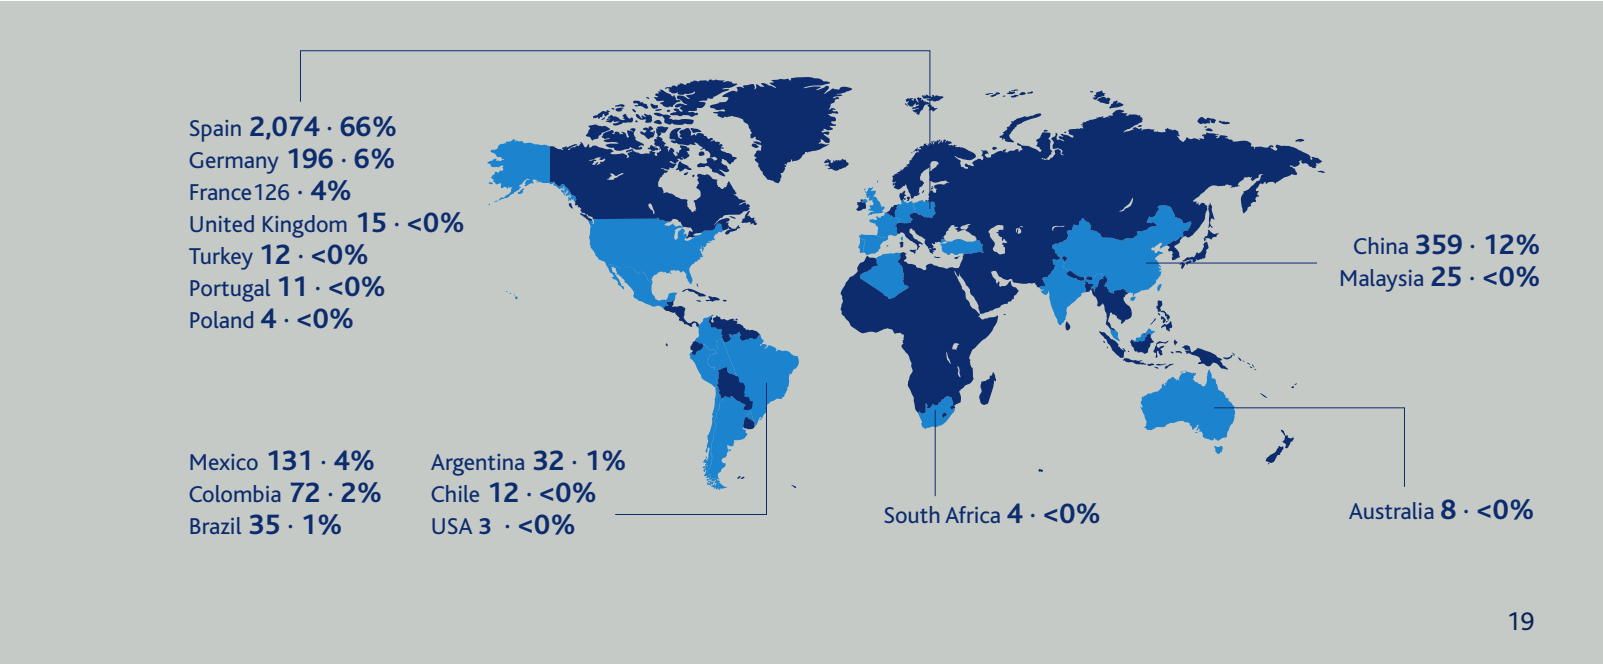 Spain 2,074 · 66%
Germany 196 · 6%
France126 · 4%
United Kingdom 15 · <0%
Turkey 12 · <0%
Portugal 11 · <0%
Poland 4 · <0%
China 359 · 12%
Malaysia 25 · <0%
Mexico 131 · 4%
Colombia 72 · 2%
Brazil 35 · 1%
Argentina 32 · 1%
Chile 12 · <0%
USA 3 · <0%
South Africa 4 · <0%
Australia 8 · <0%
19